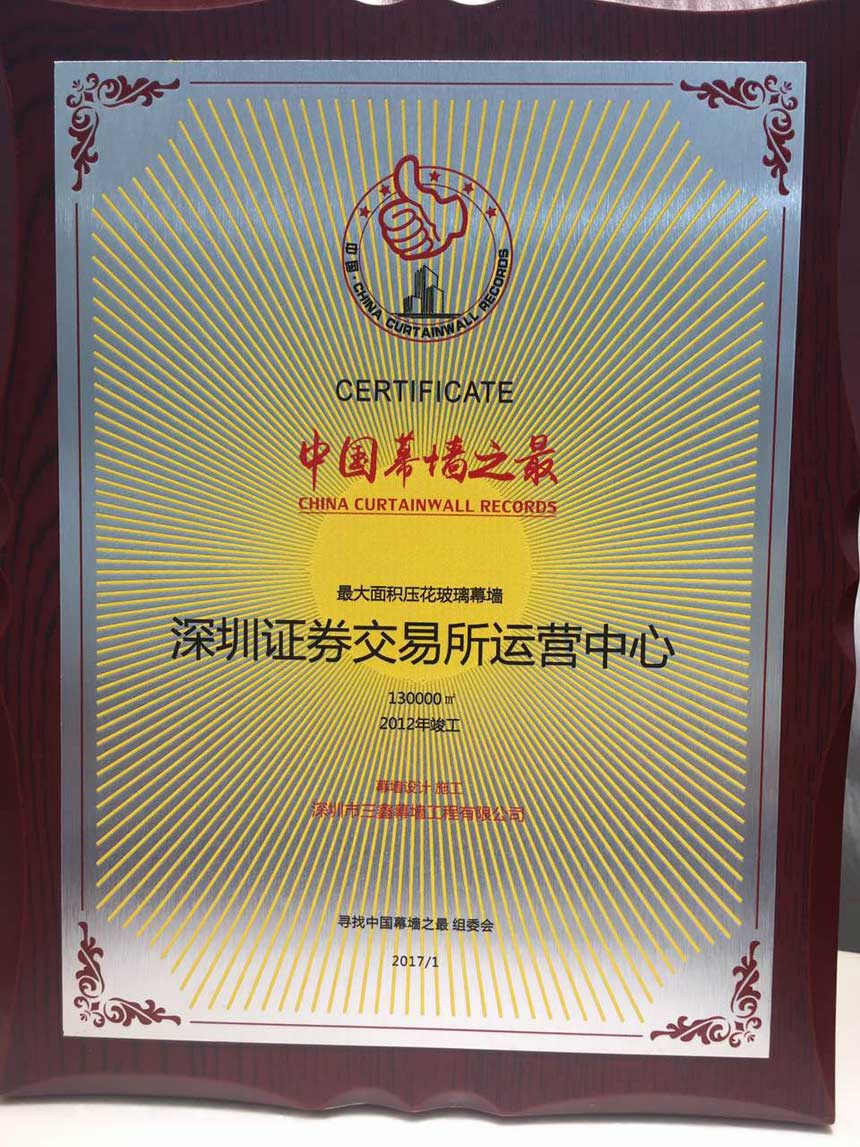 中国·CHINA CURTAINWALL RECORDS
CERTIFICATE
中国幕墙之最
CHINA CURTAINWALL RECORDS
最大面积压花玻璃幕墙
深圳证券交易所运营中心
130000㎡
2012年竣工
幕墙设计 施工
深圳市三鑫幕墙工程有限公司
寻找中国幕墙之最 组委会
2017/1